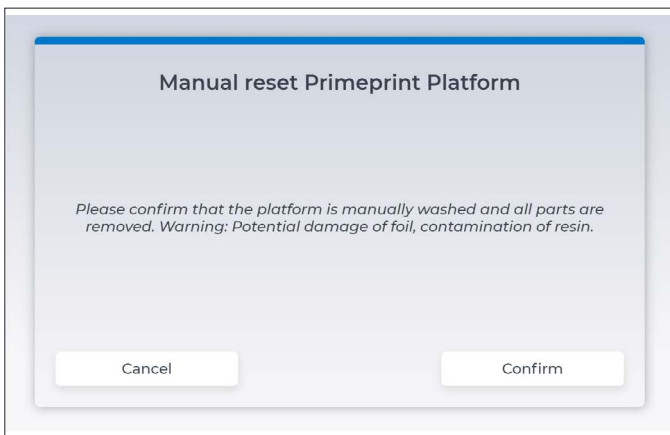 Manual reset Primeprint Platform
Please confirm that the platform is manually washed and all parts are
removed. Warning: Potential damage of foil, contamination of resin.
Cancel
Confirm